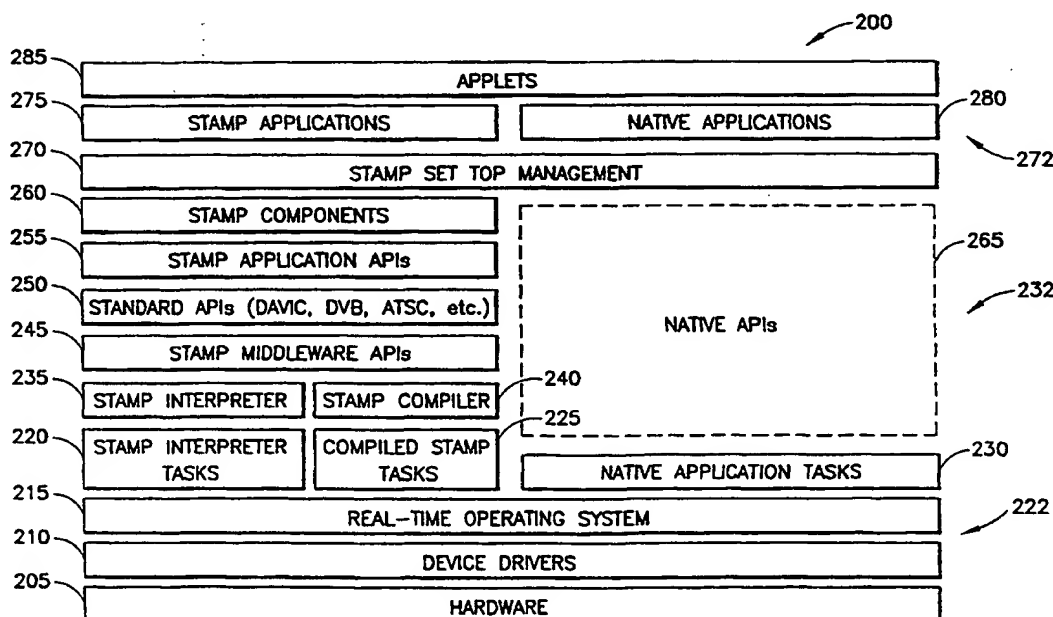 200
285
APPLETS
275
STAMP APPLICATIONS
NATIVE APPLICATIONS
280
272
270
STAMP SET TOP MANAGEMENT
260
STAMP COMPONENTS
255
STAMP APPLICATION APIs
265
250
STANDARD APIs (DAVIC, DVB, ATSC, etc.)
232
NATIVE APIs
245
STAMP MIDDLEWARE APIs
235
STAMP INTERPRETER
STAMP COMPILER
240
220
STAMP INTERPRETER
TASKS
COMPILED STAMP
TASKS
225
NATIVE APPLICATION TASKS
230
215
REAL-TIME OPERATING SYSTEM
222
210
DEVICE DRIVERS
205
HARDWARE